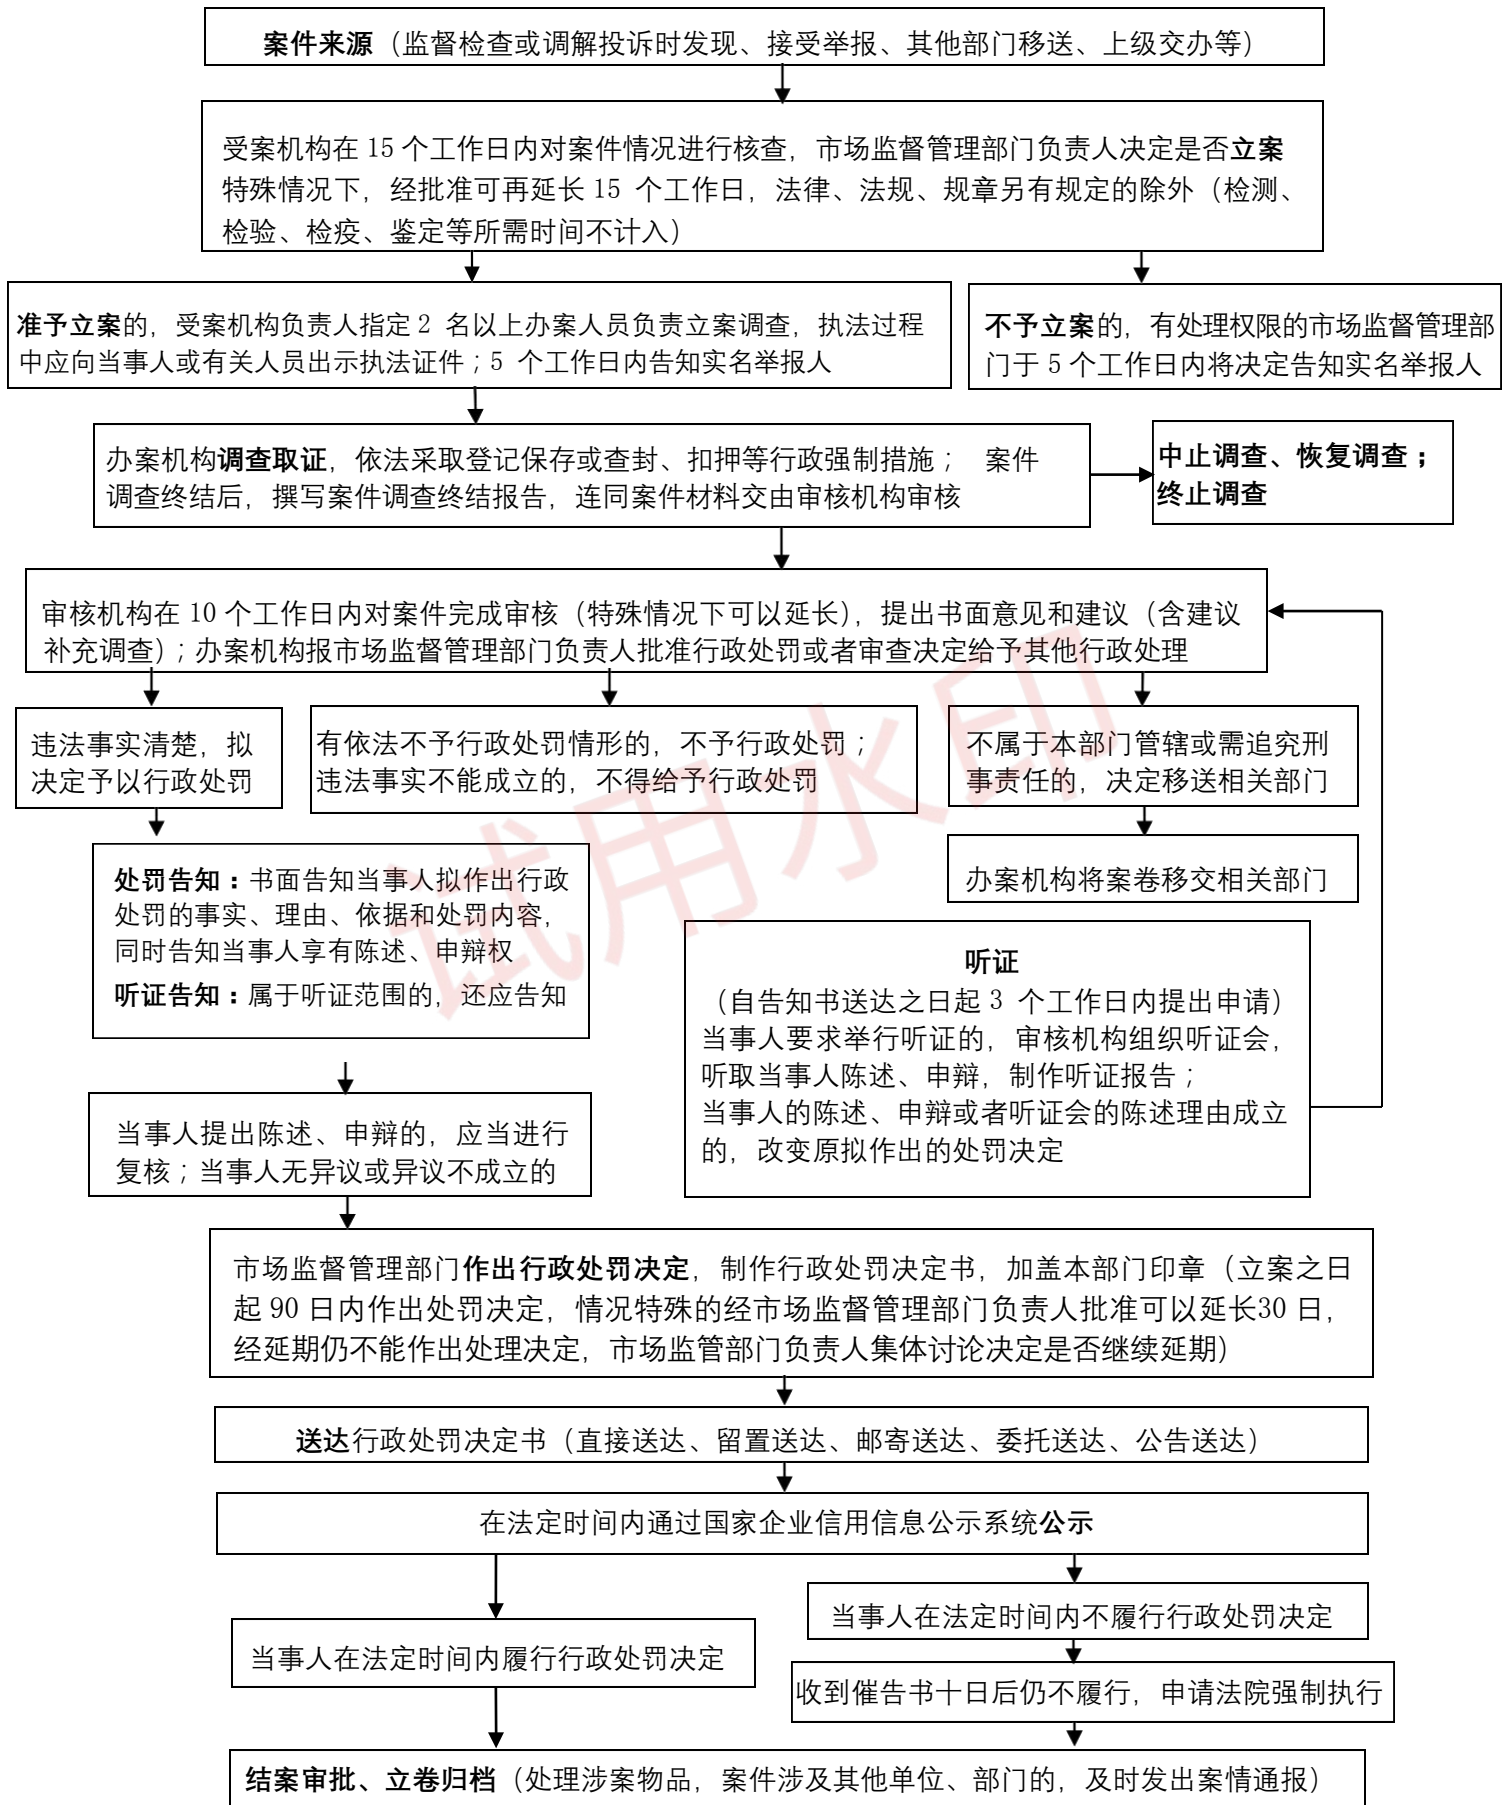 案件来源（监督检查或调解投诉时发现、接受举报、其他部门移送、上级交办等）
受案机构在 15 个工作日内对案件情况进行核查，市场监督管理部门负责人决定是否立案
特殊情况下，经批准可再延长 15 个工作日，法律、法规、规章另有规定的除外（检测、
检验、检疫、鉴定等所需时间不计入）
准予立案的，受案机构负责人指定 2 名以上办案人员负责立案调查，执法过程
中应向当事人或有关人员出示执法证件；5 个工作日内告知实名举报人
不予立案的，有处理权限的市场监督管理部
门于 5 个工作日内将决定告知实名举报人
办案机构调查取证，依法采取登记保存或查封、扣押等行政强制措施； 案件
调查终结后，撰写案件调查终结报告，连同案件材料交由审核机构审核
中止调查、恢复调查；
终止调查
审核机构在 10 个工作日内对案件完成审核（特殊情况下可以延长），提出书面意见和建议（含建议
补充调查）；办案机构报市场监督管理部门负责人批准行政处罚或者审查决定给予其他行政处理
违法事实清楚，拟
决定予以行政处罚
有依法不予行政处罚情形的，不予行政处罚；
违法事实不能成立的，不得给予行政处罚
不属于本部门管辖或需追究刑
事责任的，决定移送相关部门
办案机构将案卷移交相关部门
处罚告知：书面告知当事人拟作出行政
处罚的事实、理由、依据和处罚内容，
同时告知当事人享有陈述、申辩权
听证告知：属于听证范围的，还应告知
听证
（自告知书送达之日起 3 个工作日内提出申请）
当事人要求举行听证的，审核机构组织听证会，
听取当事人陈述、申辩，制作听证报告；
当事人的陈述、申辩或者听证会的陈述理由成立
的，改变原拟作出的处罚决定
当事人提出陈述、申辩的，应当进行
复核；当事人无异议或异议不成立的
市场监督管理部门作出行政处罚决定，制作行政处罚决定书，加盖本部门印章（立案之日
起 90 日内作出处罚决定，情况特殊的经市场监督管理部门负责人批准可以延长30 日，
经延期仍不能作出处理决定，市场监管部门负责人集体讨论决定是否继续延期）
送达行政处罚决定书（直接送达、留置送达、邮寄送达、委托送达、公告送达）
在法定时间内通过国家企业信用信息公示系统公示
当事人在法定时间内履行行政处罚决定
当事人在法定时间内不履行行政处罚决定
收到催告书十日后仍不履行，申请法院强制执行
结案审批、立卷归档（处理涉案物品，案件涉及其他单位、部门的，及时发出案情通报）
试用水印